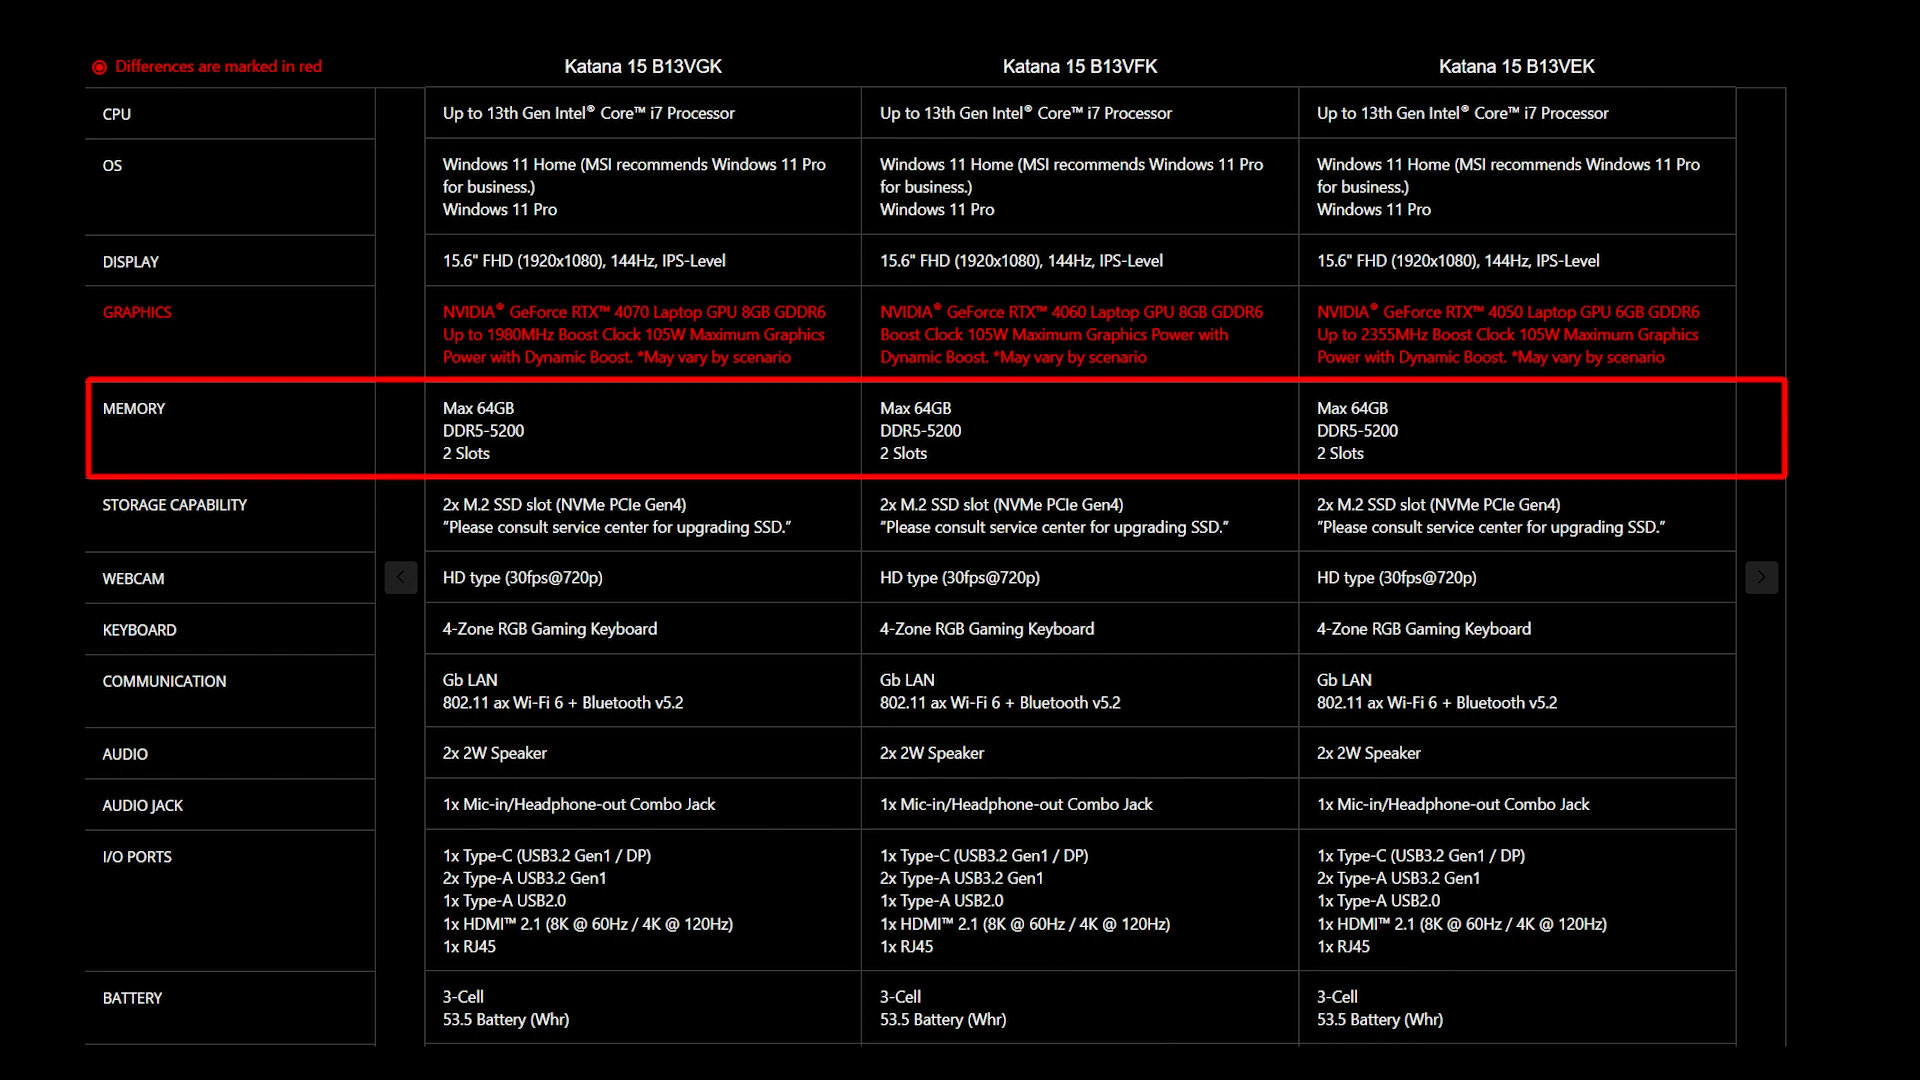 Differences are marked in red
Katana 15 B13VGK
Katana 15 B13VFK
Katana 15 B13VEK
CPU
Up to 13th Gen Intel® Core™ i7 Processor
Up to 13th Gen Intel® Core™ i7 Processor
Up to 13th Gen Intel® Core™ i7 Processor
OS
Windows 11 Home (MSI recommends Windows 11 Pro
for business.)
Windows 11 Pro
Windows 11 Home (MSI recommends Windows 11 Pro
for business.)
Windows 11 Pro
Windows 11 Home (MSI recommends Windows 11 Pro
for business.)
Windows 11 Pro
DISPLAY
15.6" FHD (1920x1080), 144Hz, IPS-Level
15.6" FHD (1920x1080), 144Hz, IPS-Level
15.6" FHD (1920x1080), 144Hz, IPS-Level
GRAPHICS
NVIDIA® GeForce RTX™ 4070 Laptop GPU 8GB GDDR6
Up to 1980MHz Boost Clock 105W Maximum Graphics
Power with Dynamic Boost. *May vary by scenario
NVIDIA® GeForce RTX™ 4060 Laptop GPU 8GB GDDR6
Boost Clock 105W Maximum Graphics Power with
Dynamic Boost. *May vary by scenario
NVIDIA® GeForce RTX™ 4050 Laptop GPU 6GB GDDR6
Up to 2355MHz Boost Clock 105W Maximum Graphics
Power with Dynamic Boost. *May vary by scenario
MEMORY
Max 64GB
DDR5-5200
2 Slots
Max 64GB
DDR5-5200
2 Slots
Max 64GB
DDR5-5200
2 Slots
STORAGE CAPABILITY
2x M.2 SSD slot (NVMe PCIe Gen4)
"Please consult service center for upgrading SSD."
2x M.2 SSD slot (NVMe PCIe Gen4)
"Please consult service center for upgrading SSD."
2x M.2 SSD slot (NVMe PCIe Gen4)
"Please consult service center for upgrading SSD."
WEBCAM
HD type (30fps@720p)
HD type (30fps@720p)
HD type (30fps@720p)
KEYBOARD
4-Zone RGB Gaming Keyboard
4-Zone RGB Gaming Keyboard
4-Zone RGB Gaming Keyboard
COMMUNICATION
Gb LAN
802.11 ax Wi-Fi 6 + Bluetooth v5.2
Gb LAN
802.11 ax Wi-Fi 6 + Bluetooth v5.2
Gb LAN
802.11 ax Wi-Fi 6 + Bluetooth v5.2
AUDIO
2x 2W Speaker
2x 2W Speaker
2x 2W Speaker
AUDIO JACK
1x Mic-in/Headphone-out Combo Jack
1x Mic-in/Headphone-out Combo Jack
1x Mic-in/Headphone-out Combo Jack
I/O PORTS
1x Type-C (USB3.2 Gen1 / DP)
2x Type-A USB3.2 Gen1
1x Type-A USB2.0
1x HDMI™ 2.1 (8K @ 60Hz / 4K @ 120Hz)
1x RJ45
1x Type-C (USB3.2 Gen1 / DP)
2x Type-A USB3.2 Gen1
1x Type-A USB2.0
1x HDMI™ 2.1 (8K @ 60Hz / 4K @ 120Hz)
1x RJ45
1x Type-C (USB3.2 Gen1 / DP)
2x Type-A USB3.2 Gen1
1x Type-A USB2.0
1x HDMI™ 2.1 (8K @ 60Hz / 4K @ 120Hz)
1x RJ45
BATTERY
3-Cell
53.5 Battery (Whr)
3-Cell
53.5 Battery (Whr)
3-Cell
53.5 Battery (Whr)